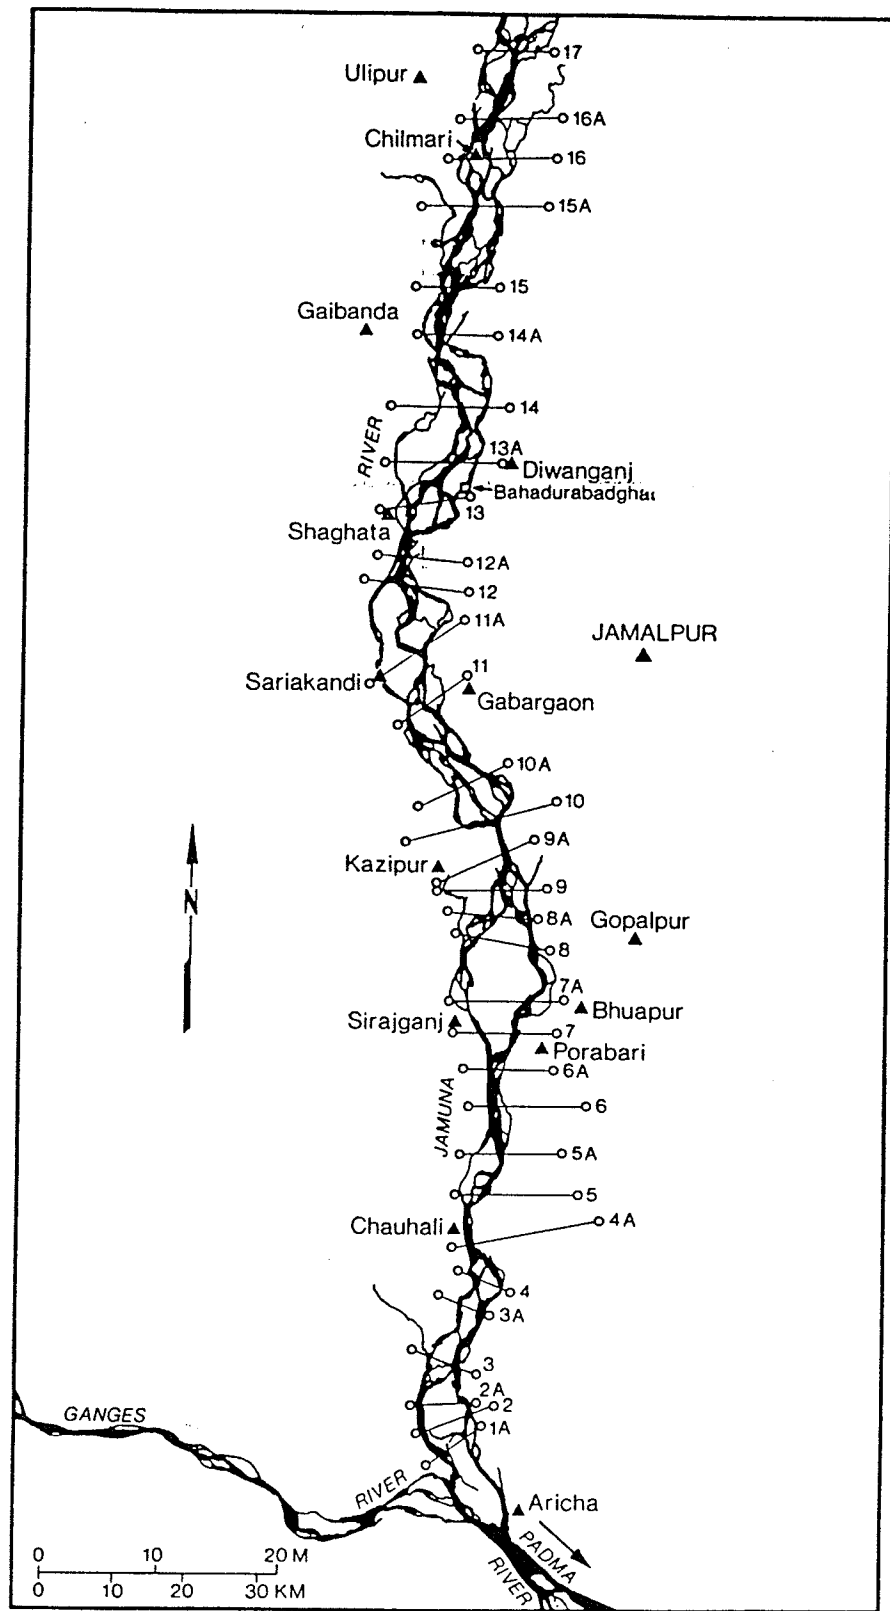 17
Ulipur
16A
Chilmari
16
15A
15
Gaibanda
14A
14
RIVER
13A
Diwanganj
Bahadurabadghat
13
Shaghata
12A
12
11A
JAMALPUR
11
Sariakandi
Gabargaon
10A
10
9A
Kazipur
9
N
8A
Gopalpur
8
7A
Bhuapur
Sirajganj
7
Porabari
6A
JAMUNA
6
5A
5
4A
Chauhali
4
3A
3
2A
2
GANGES
1A
RIVER
Aricha
0 10 20 M
PADMA
RIVER
0 10 20 30 KM